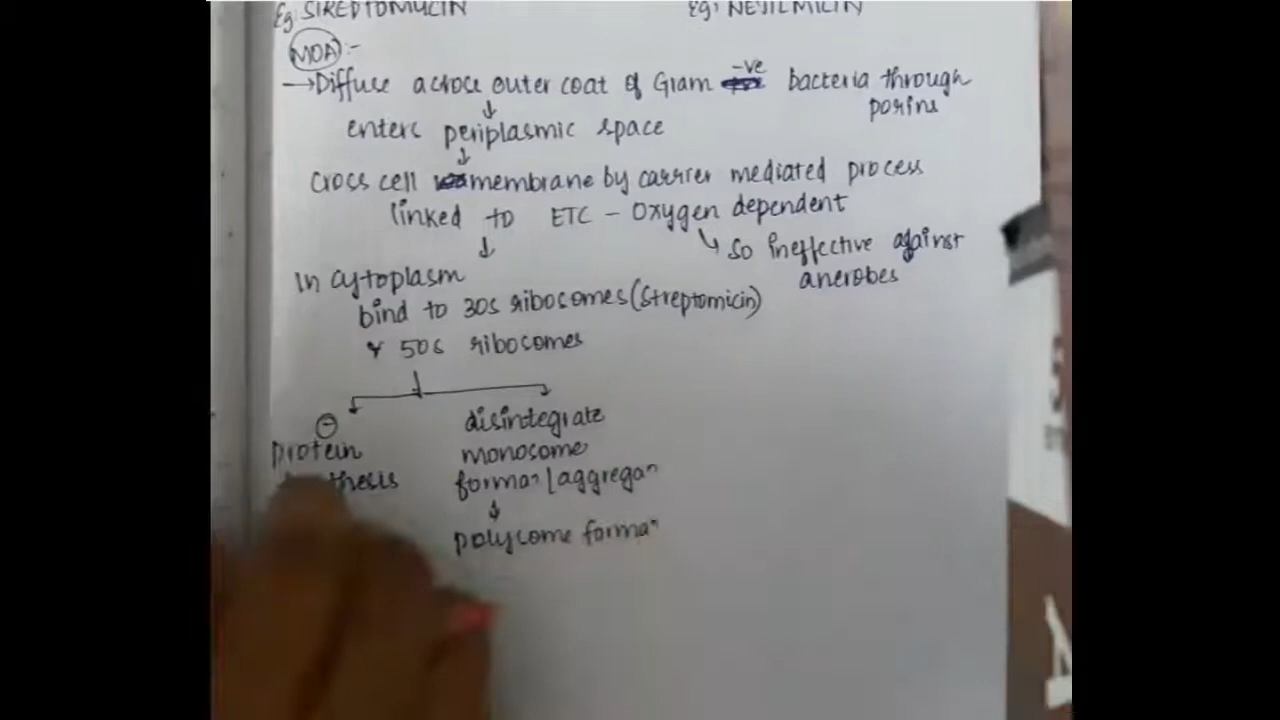 Eg: STREPTOMYCIN Eg: NETILMICIN
MOA :-
→ Diffuse across outer coat of Gram -ve bacteria through
porins
↓
enters periplasmic space
↓
cross cell membrane by carrier mediated process
linked to ETC - Oxygen dependent
↓ ↳ so ineffective against
In cytoplasm anerobes
bind to 30s ribosomes (streptomicin)
& 50s ribosomes
⊖ disintegrate
protein monosome
thesis forman / aggregan
↓
polysome forman